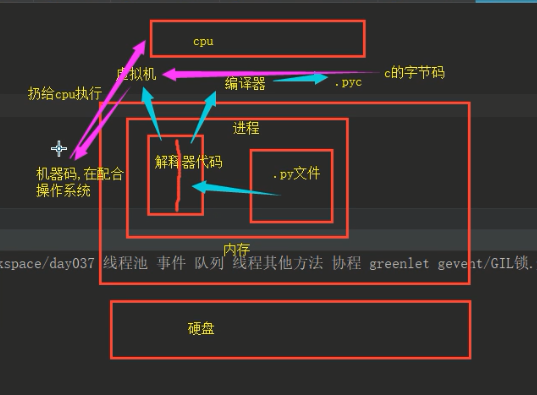 cpu
虚拟机
编译器
.pyc
c的字节码
扔给cpu执行
进程
解释器代码
.py文件
机器码,在配合
操作系统
内存
kspace/day037 线程池 事件 队列 线程其他方法 协程 greenlet gevent/GIL锁.
硬盘